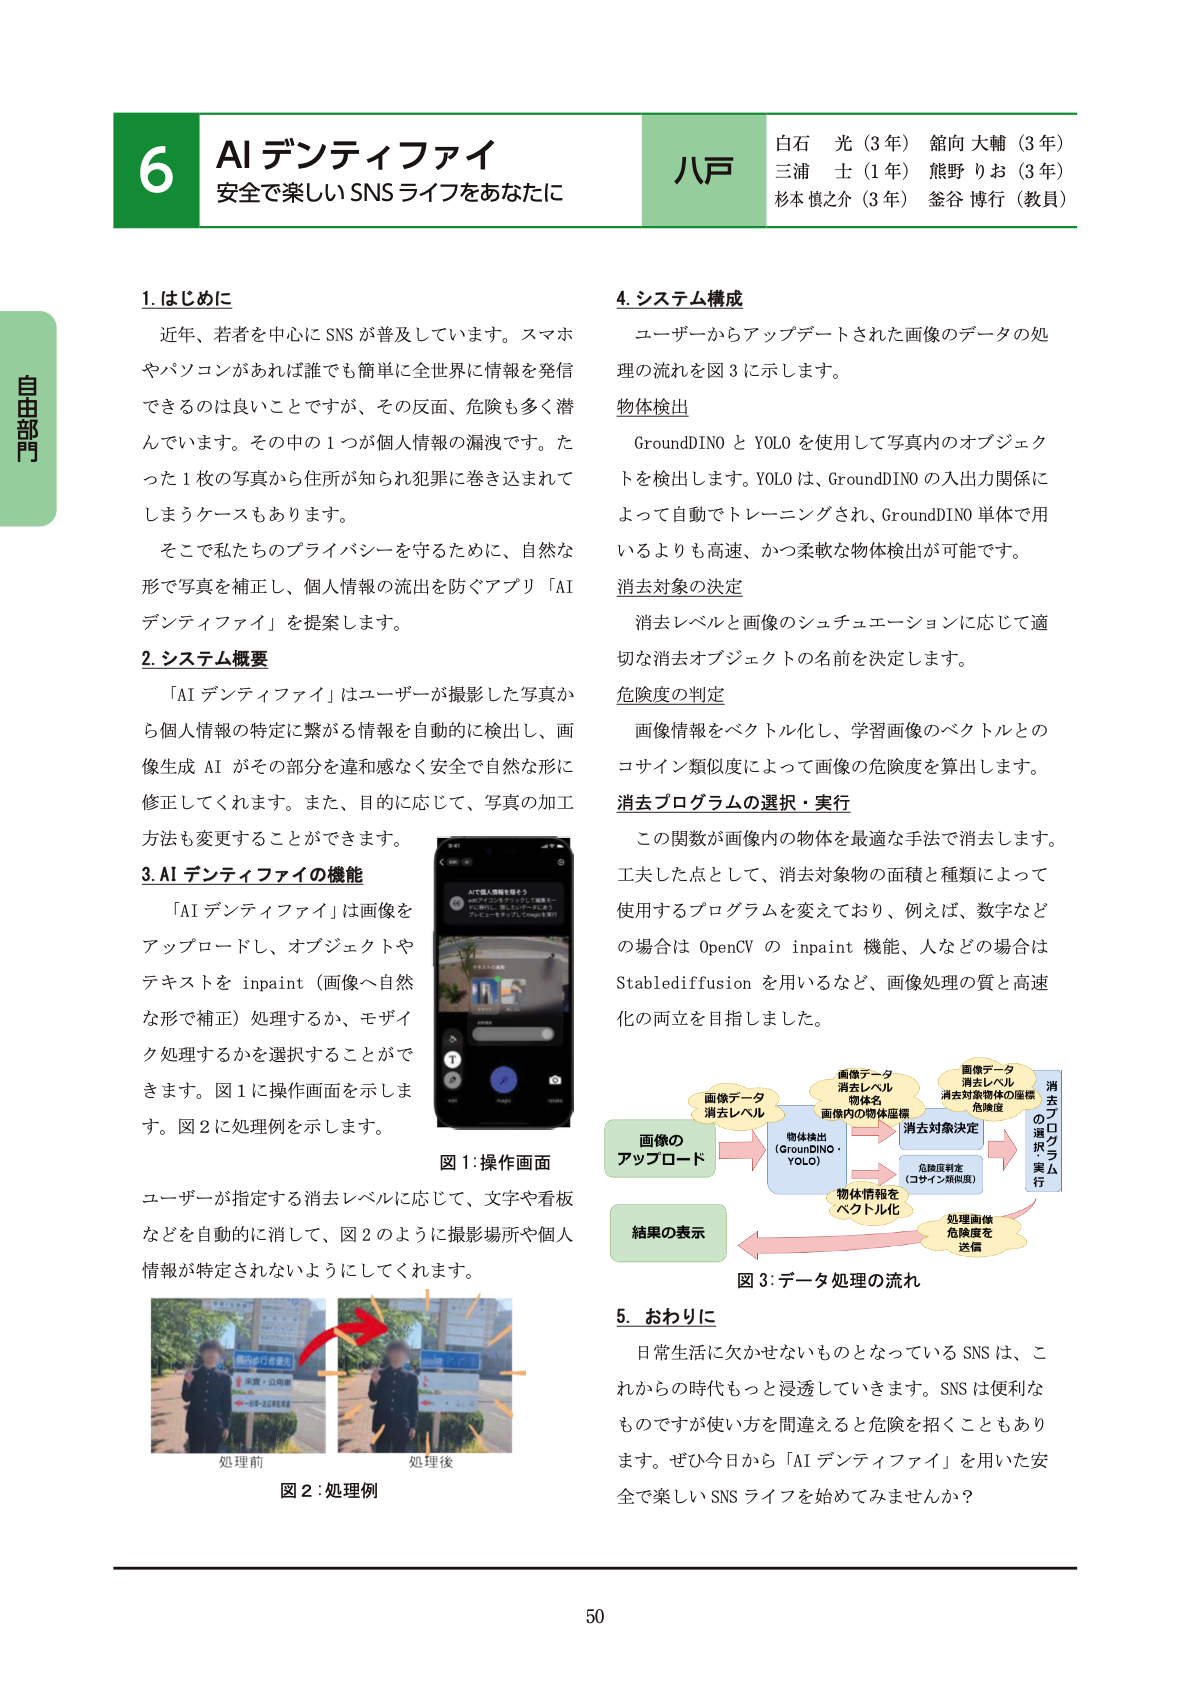 6
AI デンティファイ
安全で楽しい SNS ライフをあなたに
八戸
白石　光（3 年）　舘向 大輔（3 年）
三浦　士（1 年）　熊野 りお（3 年）
杉本 慎之介（3 年）　釜谷 博行（教員）
自由部門
1. はじめに
近年、若者を中心に SNS が普及しています。スマホ
やパソコンがあれば誰でも簡単に全世界に情報を発信
できるのは良いことですが、その反面、危険も多く潜
んでいます。その中の 1 つが個人情報の漏洩です。た
った 1 枚の写真から住所が知られ犯罪に巻き込まれて
しまうケースもあります。
そこで私たちのプライバシーを守るために、自然な
形で写真を補正し、個人情報の流出を防ぐアプリ「AI
デンティファイ」を提案します。
2. システム概要
「AI デンティファイ」はユーザーが撮影した写真か
ら個人情報の特定に繋がる情報を自動的に検出し、画
像生成 AI がその部分を違和感なく安全で自然な形に
修正してくれます。また、目的に応じて、写真の加工
方法も変更することができます。
3. AI デンティファイの機能
「AI デンティファイ」は画像を
アップロードし、オブジェクトや
テキストを inpaint（画像へ自然
な形で補正）処理するか、モザイ
ク処理するかを選択することがで
きます。図１に操作画面を示しま
す。図２に処理例を示します。
9:41
AIで個人情報を隠そう
T
magic
図 1:操作画面
ユーザーが指定する消去レベルに応じて、文字や看板
などを自動的に消して、図 2 のように撮影場所や個人
情報が特定されないようにしてくれます。
構内歩行者優先
来賓・公用車
処理前
処理後
図２:処理例
4. システム構成
ユーザーからアップデートされた画像のデータの処
理の流れを図 3 に示します。
物体検出
GroundDINO と YOLO を使用して写真内のオブジェク
トを検出します。YOLO は、GroundDINO の入出力関係に
よって自動でトレーニングされ、GroundDINO 単体で用
いるよりも高速、かつ柔軟な物体検出が可能です。
消去対象の決定
消去レベルと画像のシュチュエーションに応じて適
切な消去オブジェクトの名前を決定します。
危険度の判定
画像情報をベクトル化し、学習画像のベクトルとの
コサイン類似度によって画像の危険度を算出します。
消去プログラムの選択・実行
この関数が画像内の物体を最適な手法で消去します。
工夫した点として、消去対象物の面積と種類によって
使用するプログラムを変えており、例えば、数字など
の場合は OpenCV の inpaint 機能、人などの場合は
Stablediffusion を用いるなど、画像処理の質と高速
化の両立を目指しました。
画像の
アップロード
画像データ
消去レベル
物体検出
（GrounDINO・
YOLO）
画像データ
消去レベル
物体名
画像内の物体座標
消去対象決定
物体情報を
ベクトル化
危険度判定
（コサイン類似度）
画像データ
消去レベル
消去対象物体の座標
危険度
消去プログラム
の選択・実行
処理画像
危険度を
送信
結果の表示
図 3:データ処理の流れ
5. おわりに
日常生活に欠かせないものとなっている SNS は、こ
れからの時代もっと浸透していきます。SNS は便利な
ものですが使い方を間違えると危険を招くこともあり
ます。ぜひ今日から「AI デンティファイ」を用いた安
全で楽しい SNS ライフを始めてみませんか？
50